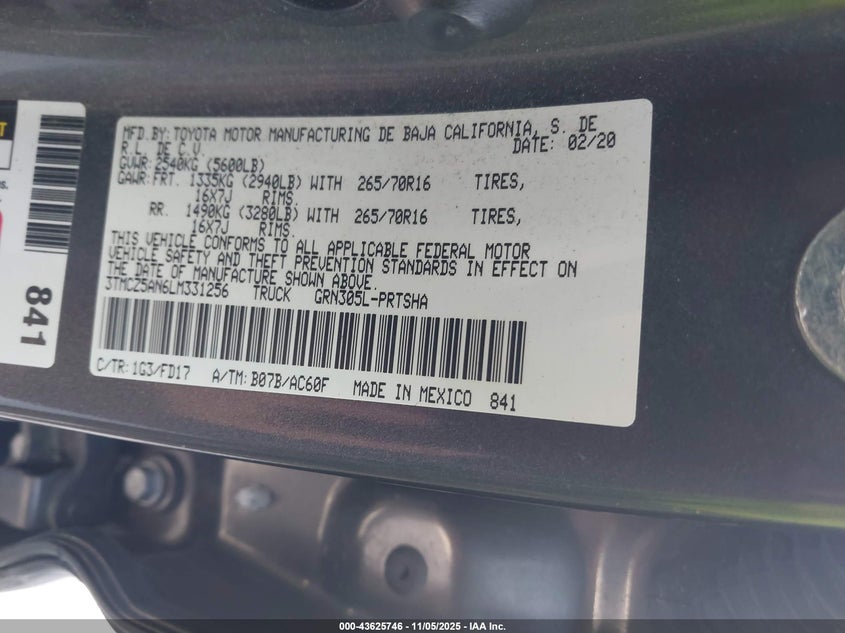 MFD.BY: TOYOTA MOTOR MANUFACTURING DE BAJA CALIFORNIA, S. DE
R.L. DE C.V. DATE: 02/20
GVWR: 2540KG (5600LB)
GAWR: FRT. 1335KG (2940LB) WITH 265/70R16 TIRES,
16X7J RIMS.
RR. 1490KG (3280LB) WITH 265/70R16 TIRES,
16X7J RIMS.
THIS VEHICLE CONFORMS TO ALL APPLICABLE FEDERAL MOTOR
VEHICLE SAFETY AND THEFT PREVENTION STANDARDS IN EFFECT ON
THE DATE OF MANUFACTURE SHOWN ABOVE.
3TMCZ5AN6LM331256 TRUCK GRN305L-PRTSHA
C/TR: 1G3/FD17 A/TM: B07B/AC60F MADE IN MEXICO 841
841
000-43625746 - 11/05/2025 - IAA Inc.